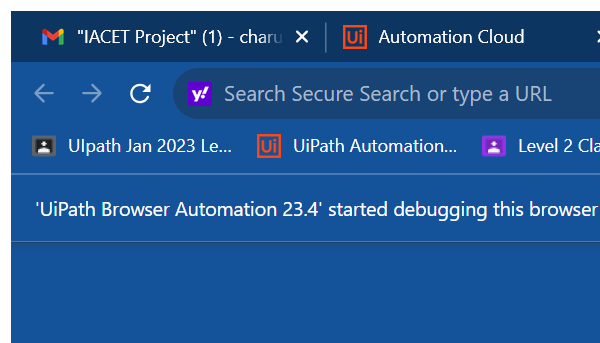 "IACET Project" (1) - charu
Ui Automation Cloud
y! Search Secure Search or type a URL
UIpath Jan 2023 Le...
Ui UiPath Automation...
Level 2 Cla
'UiPath Browser Automation 23.4' started debugging this browser